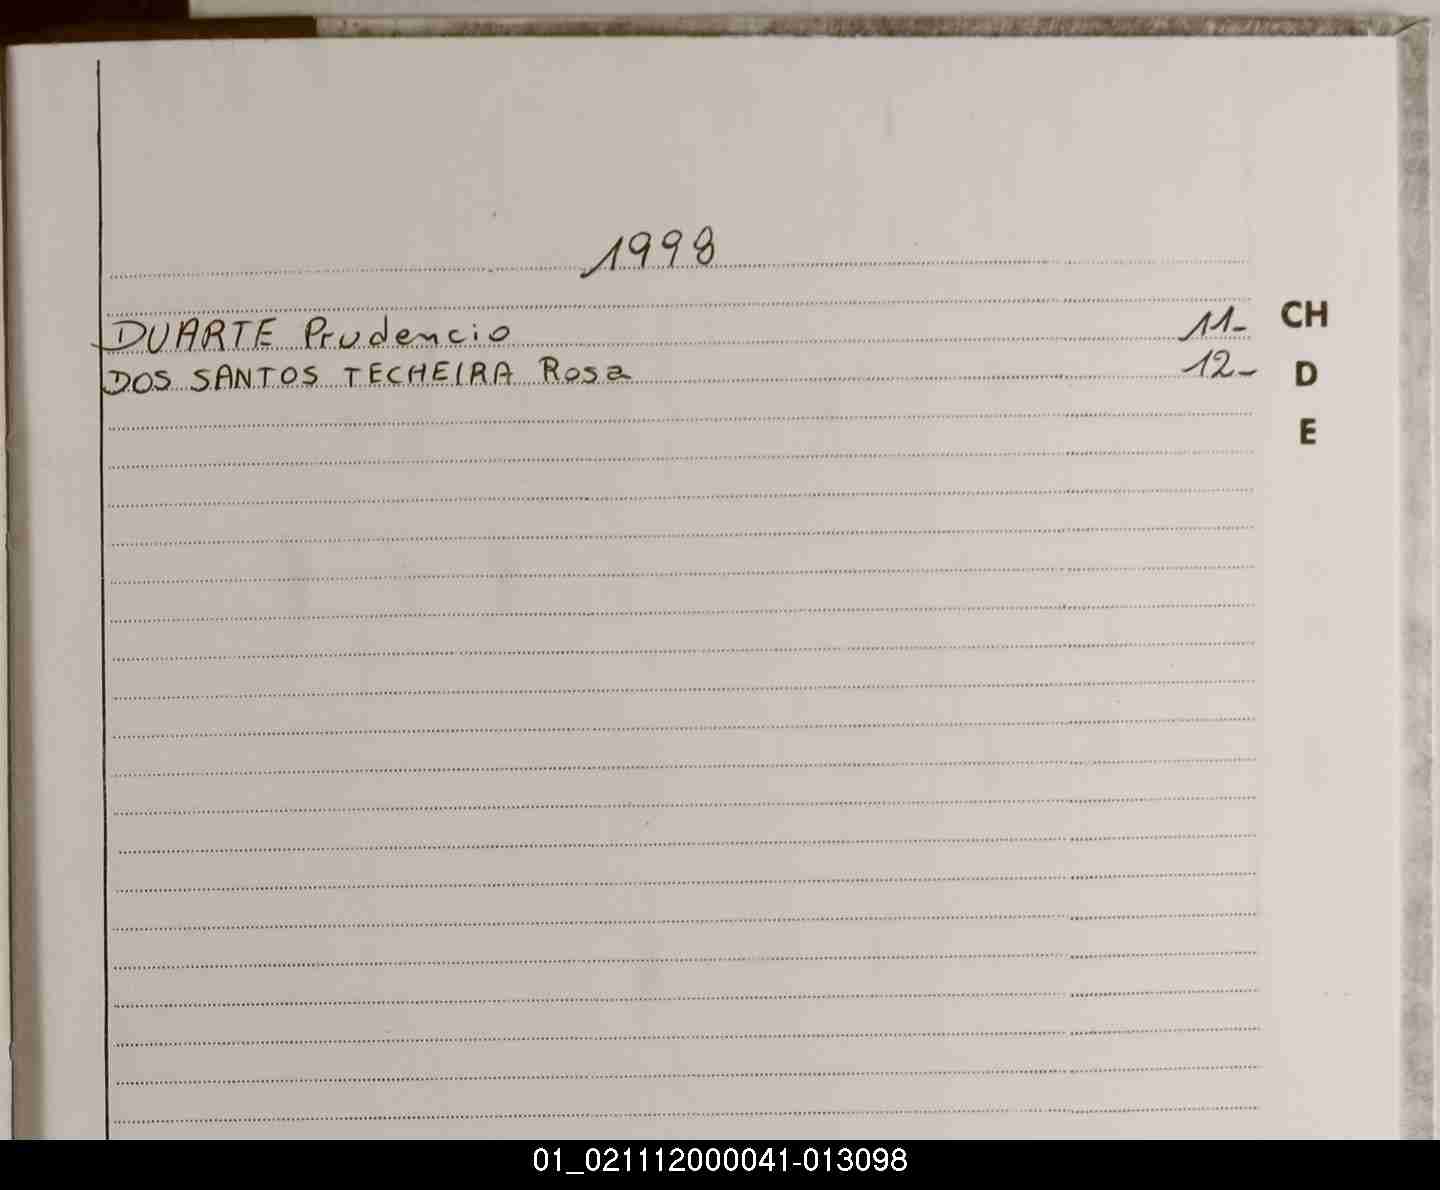 1998
DUARTE Prudencio 11-
DOS SANTOS TECHEIRA Rosa 12-
CH
D
E
01_021112000041-013098